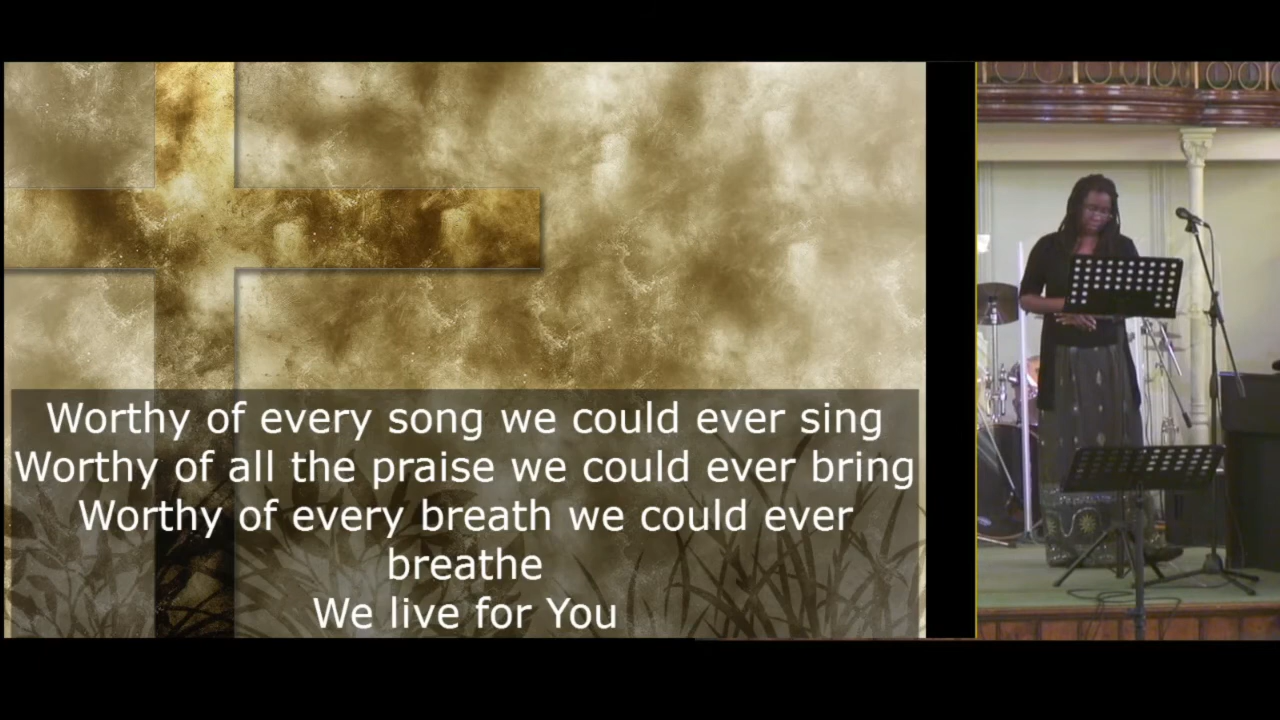 Worthy of every song we could ever sing
Worthy of all the praise we could ever bring
Worthy of every breath we could ever
breathe
We live for You